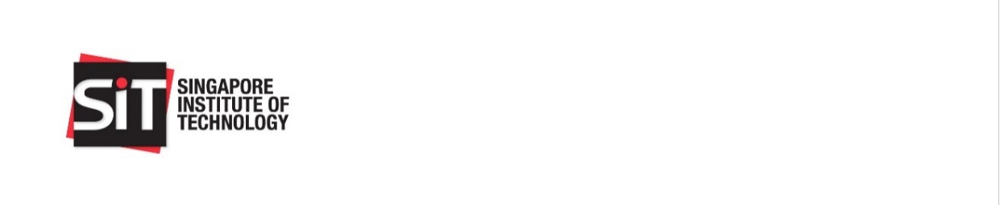 SiT
SINGAPORE
INSTITUTE OF
TECHNOLOGY